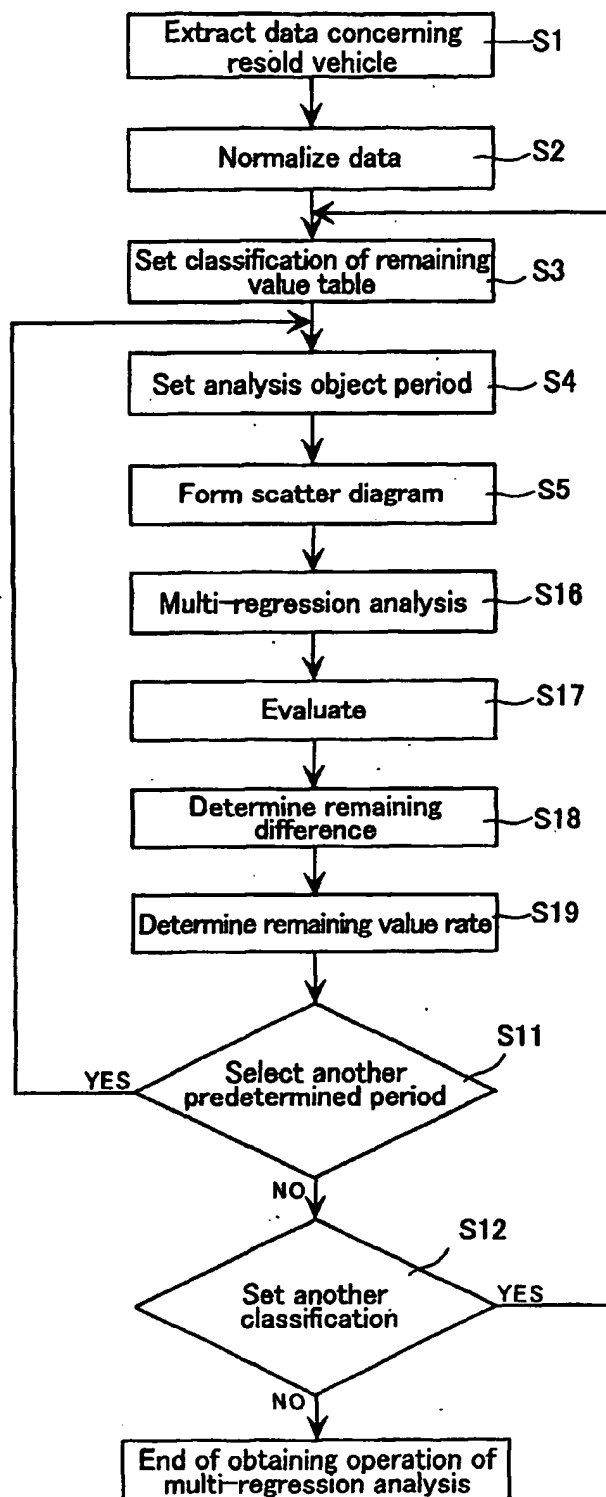 Extract data concerning
resold vehicle
S1
Normalize data
S2
Set classification of remaining
value table
S3
Set analysis object period
S4
Form scatter diagram
S5
Multi-regression analysis
S16
Evaluate
S17
Determine remaining
difference
S18
Determine remaining value rate
S19
Select another
predetermined period
S11
YES
NO
Set another
classification
S12
YES
NO
End of obtaining operation of
multi-regression analysis